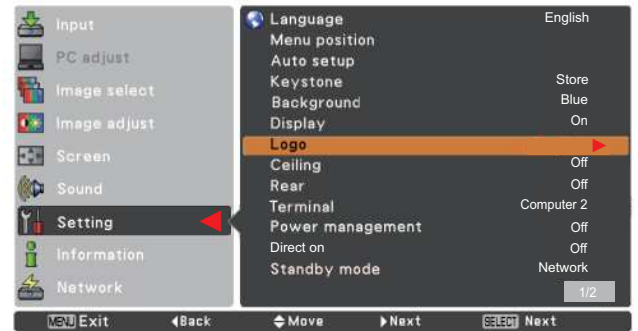 Input
PC adjust
Image select
Image adjust
Screen
Sound
Setting
Information
Network
Language English
Menu position
Auto setup
Keystone Store
Background Blue
Display On
Logo
Ceiling Off
Rear Off
Terminal Computer 2
Power management Off
Direct on Off
Standby mode Network
1/2
MENU Exit Back Move Next SELECT Next